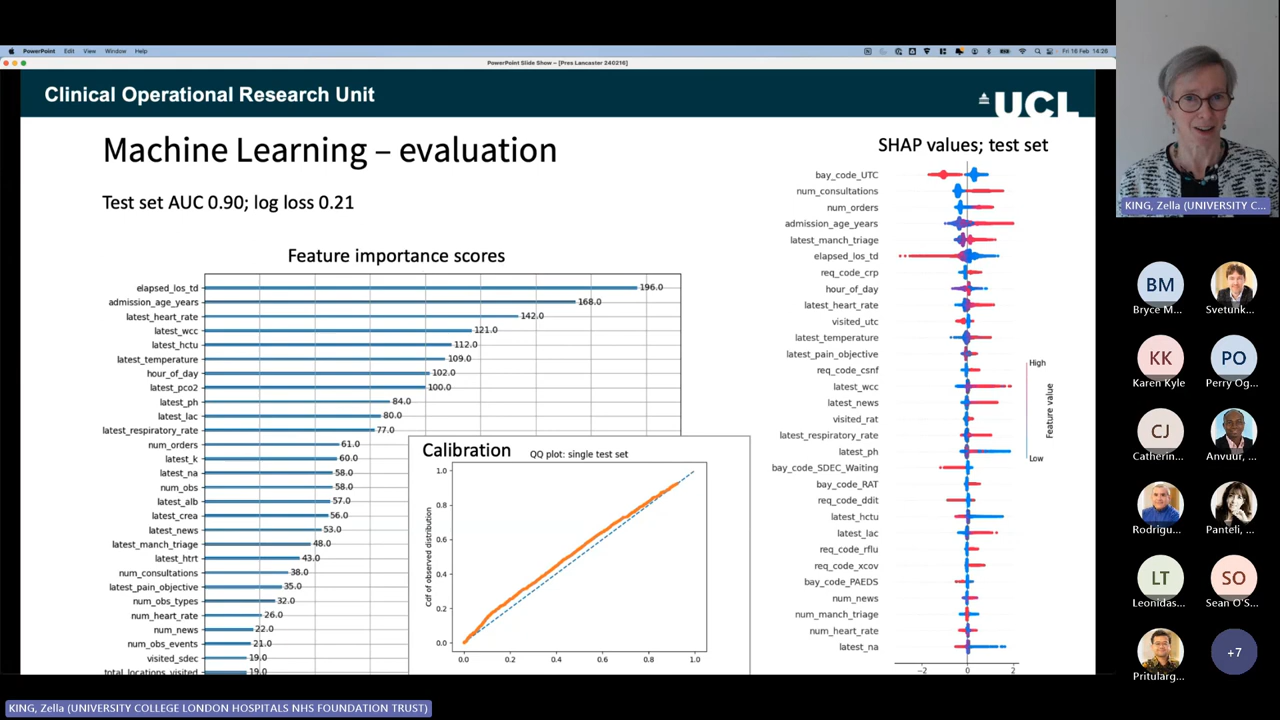 PowerPoint Edit View Window Help
Fri 16 Feb 14:26
PowerPoint Slide Show – [Pres Lancaster 240216]
Clinical Operational Research Unit
UCL
Machine Learning – evaluation
Test set AUC 0.90; log loss 0.21
Feature importance scores
elapsed_los_td 196.0
admission_age_years 168.0
latest_heart_rate 142.0
latest_wcc 121.0
latest_hctu 112.0
latest_temperature 109.0
hour_of_day 102.0
latest_pco2 100.0
latest_ph 84.0
latest_lac 80.0
latest_respiratory_rate 77.0
num_orders 61.0
latest_k 60.0
latest_na 58.0
num_obs 58.0
latest_alb 57.0
latest_crea 56.0
latest_news 53.0
latest_manch_triage 48.0
latest_htrt 43.0
num_consultations 38.0
latest_pain_objective 35.0
num_obs_types 32.0
num_heart_rate 26.0
num_news 22.0
num_obs_events 21.0
visited_sdec 19.0
total_locations_visited 19.0
Calibration
QQ plot: single test set
Cdf of observed distribution
1.0
0.8
0.6
0.4
0.2
0.0
0.0 0.2 0.4 0.6 0.8 1.0
SHAP values; test set
bay_code_UTC
num_consultations
num_orders
admission_age_years
latest_manch_triage
elapsed_los_td
req_code_crp
hour_of_day
latest_heart_rate
visited_utc
latest_temperature
latest_pain_objective
req_code_csnf
latest_wcc
latest_news
visited_rat
latest_respiratory_rate
latest_ph
bay_code_SDEC_Waiting
bay_code_RAT
req_code_ddit
latest_hctu
latest_lac
req_code_rflu
req_code_xcov
bay_code_PAEDS
num_news
num_manch_triage
num_heart_rate
latest_na
−2 0 2
High
Feature value
Low
KING, Zella (UNIVERSITY C...
BM
Bryce M...
Svetunk...
KK
Karen Kyle
PO
Perry Og...
CJ
Catherin...
Anvuur, ...
Rodrigu...
Panteli, ...
LT
Leonidas...
SO
Sean O'S...
Pritularg...
+7
KING, Zella (UNIVERSITY COLLEGE LONDON HOSPITALS NHS FOUNDATION TRUST)